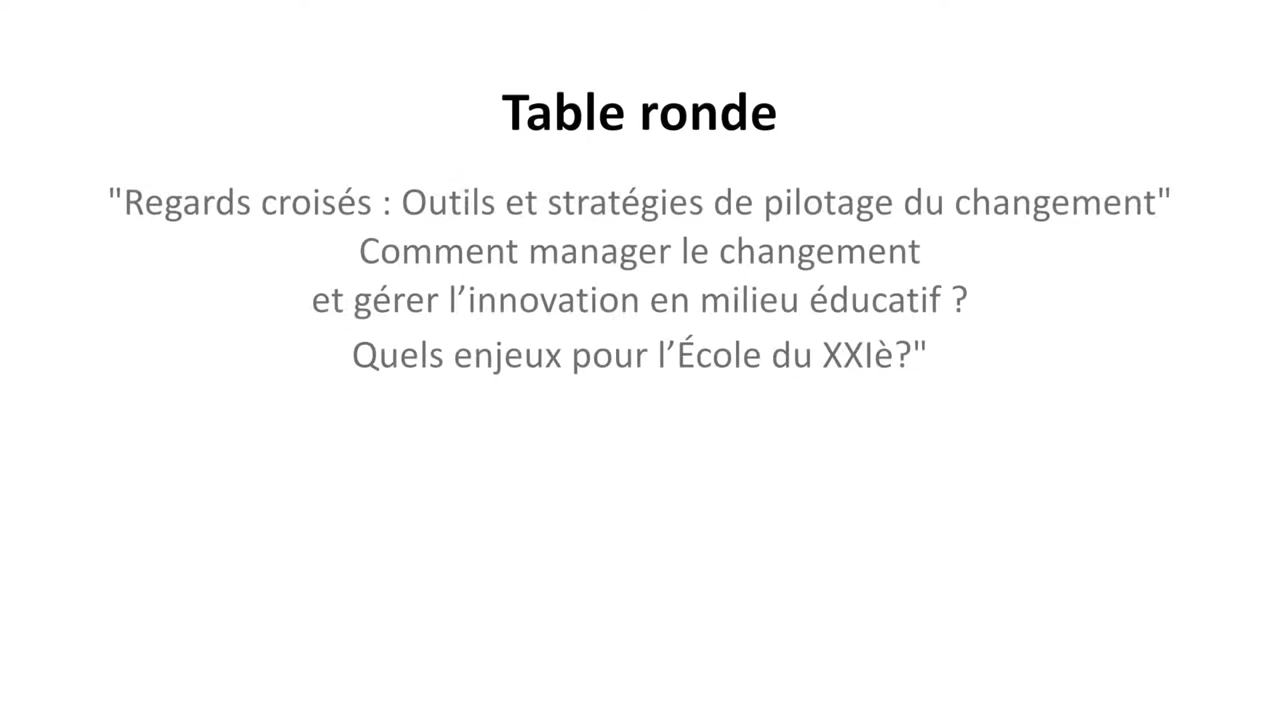 Table ronde
"Regards croisés : Outils et stratégies de pilotage du changement"
Comment manager le changement
et gérer l’innovation en milieu éducatif ?
Quels enjeux pour l’École du XXIè?"